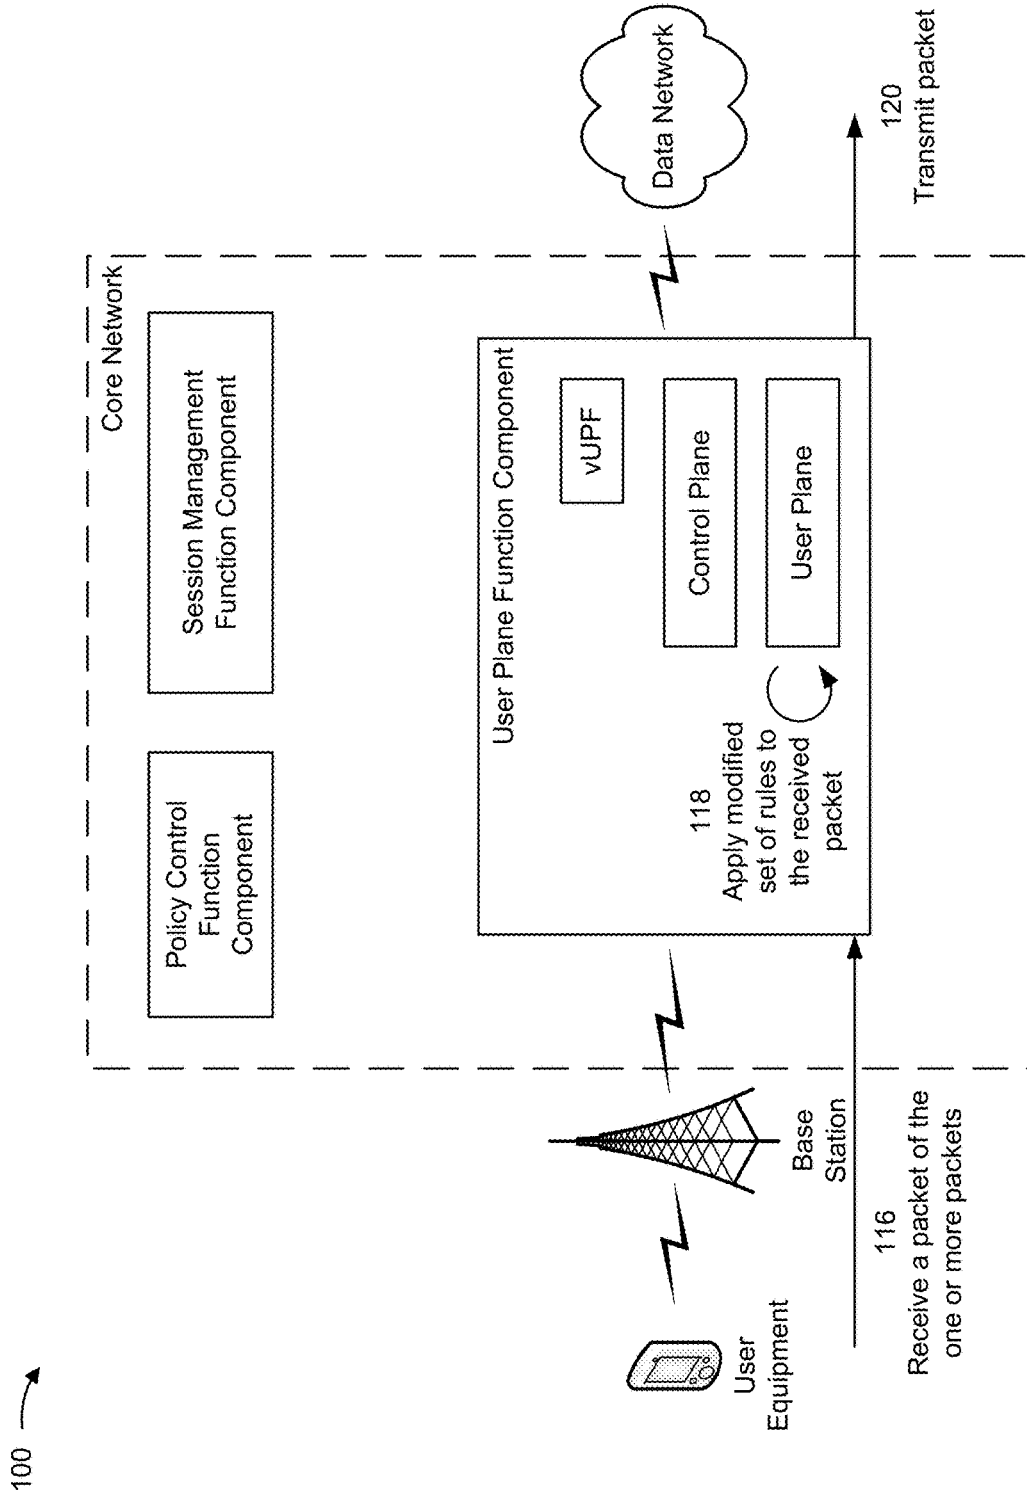 100
Core Network
Policy Control
Function
Component
Session Management
Function Component
User Plane Function Component
vUPF
Control Plane
User Plane
118
Apply modified
set of rules to
the received
packet
Data Network
User
Equipment
Base
Station
116
Receive a packet of the
one or more packets
120
Transmit packet